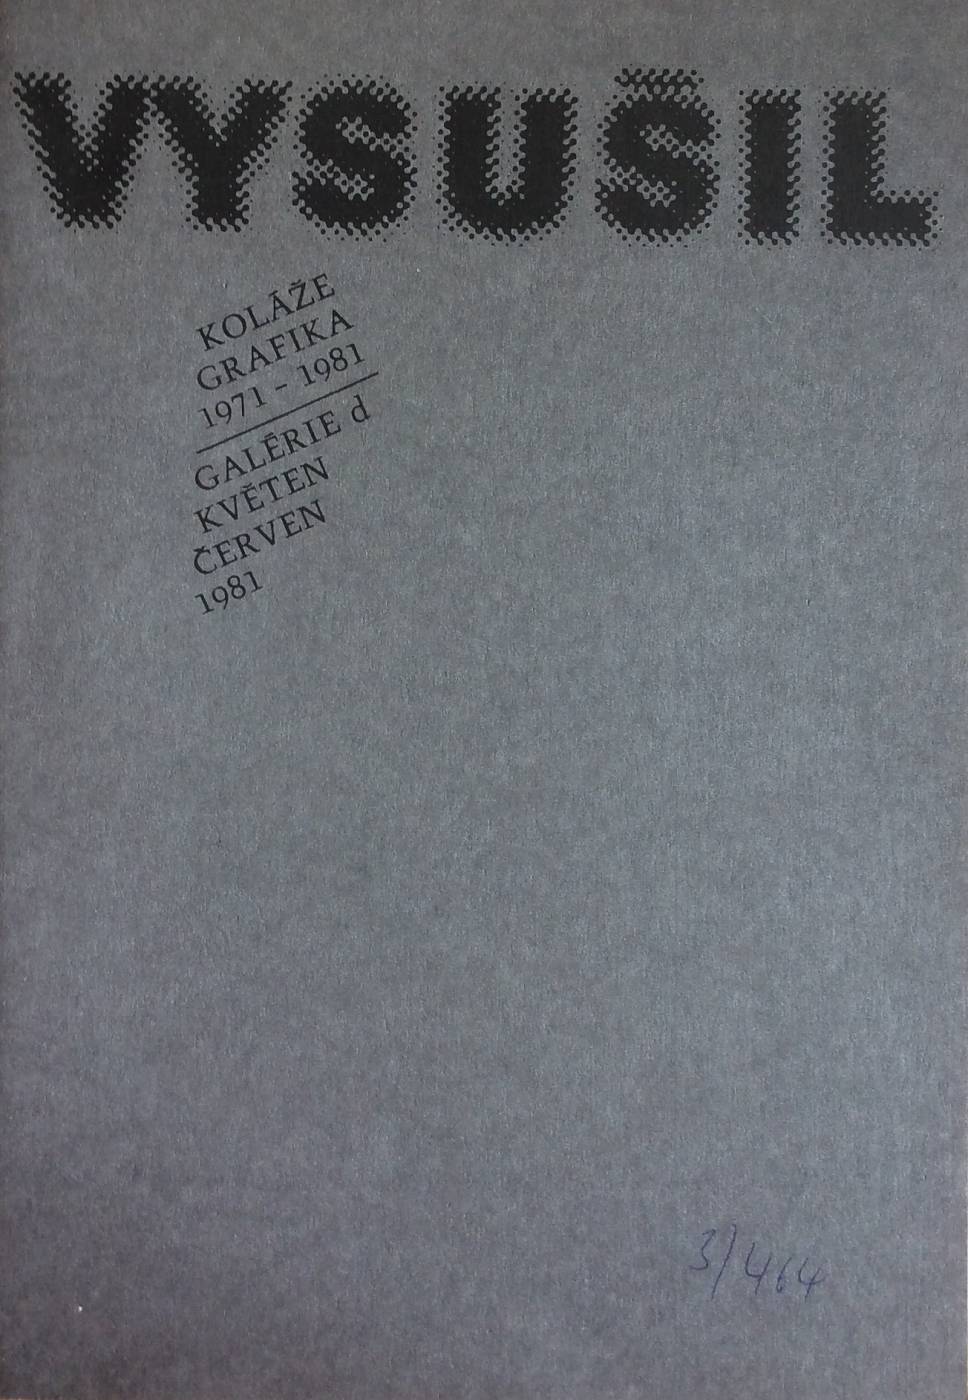 VYSUŠIL
KOLÁŽE
GRAFIKA
1971 - 1981
GALÉRIE d
KVĚTEN
ČERVEN
1981
3/464